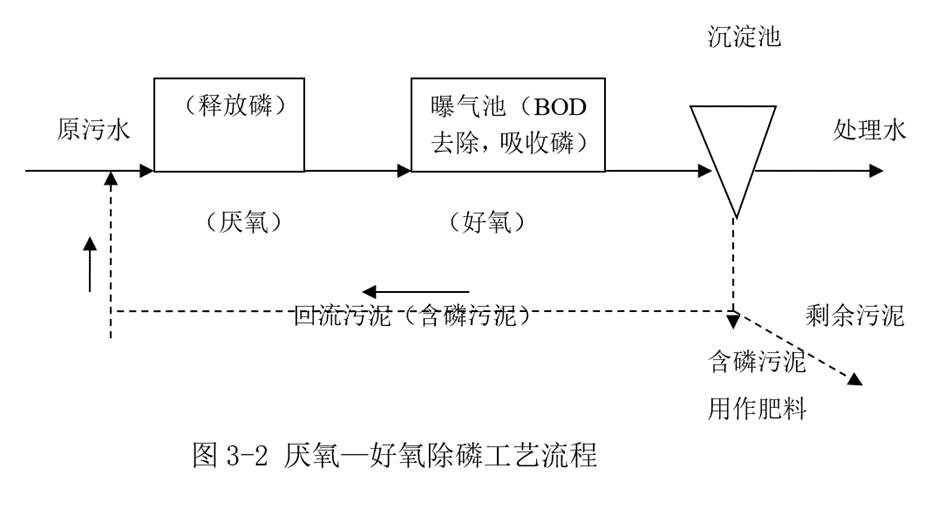 沉淀池
原污水
（释放磷）
曝气池（BOD
去除，吸收磷）
处理水
（厌氧）
（好氧）
回流污泥（含磷污泥）
剩余污泥
含磷污泥
用作肥料
图 3-2 厌氧—好氧除磷工艺流程